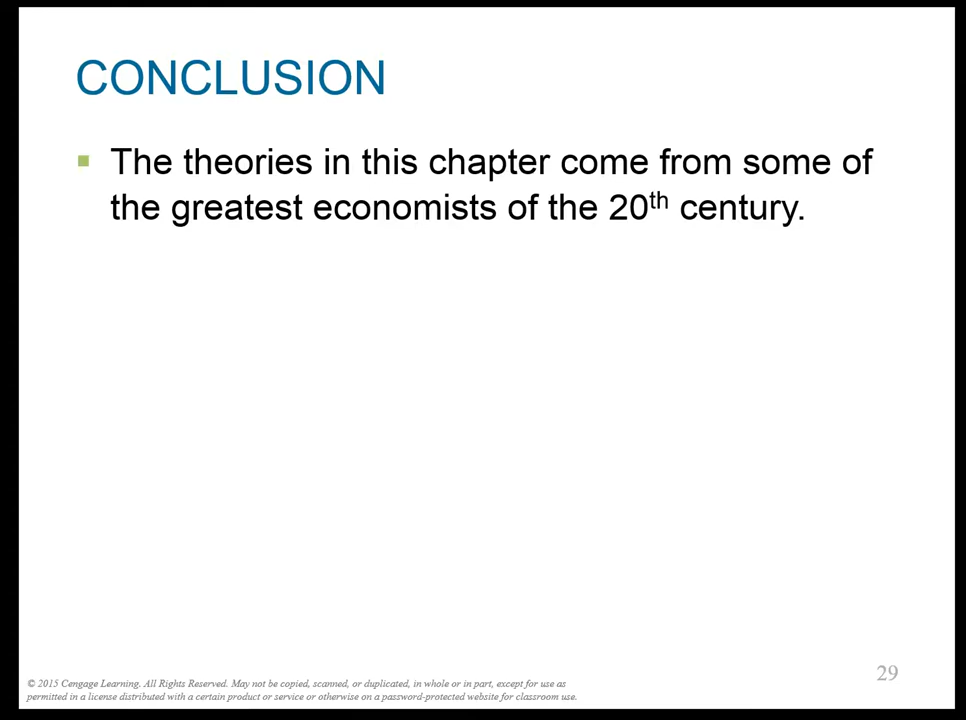 CONCLUSION
▪ The theories in this chapter come from some of
the greatest economists of the 20th century.
29
© 2015 Cengage Learning. All Rights Reserved. May not be copied, scanned, or duplicated, in whole or in part, except for use as
permitted in a license distributed with a certain product or service or otherwise on a password-protected website for classroom use.